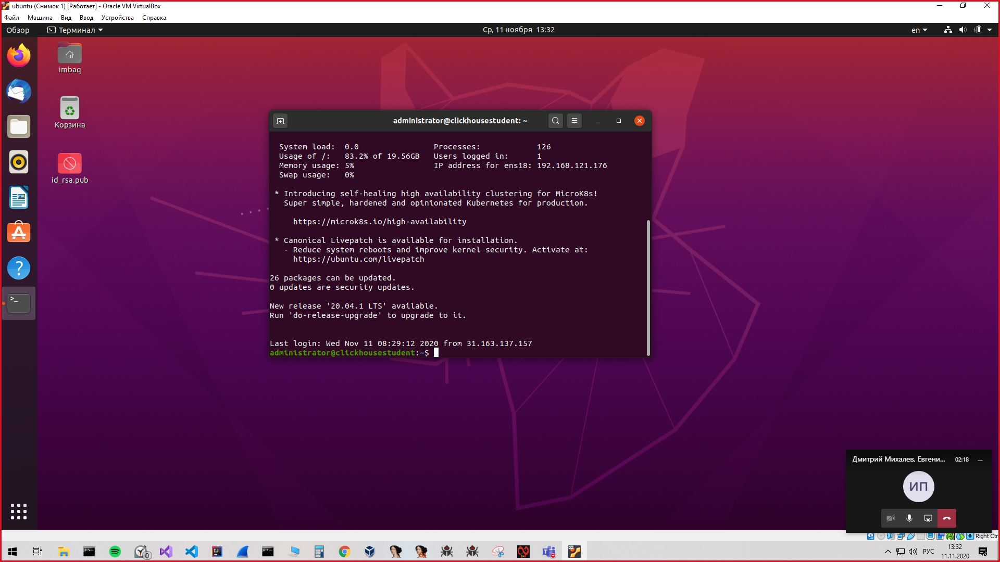 ubuntu (Снимок 1) [Работает] - Oracle VM VirtualBox
Файл Машина Вид Ввод Устройства Справка
Обзор Терминал Ср, 11 ноября 13:32 en
imbaq
Корзина
id_rsa.pub
administrator@clickhousestudent: ~
System load: 0.0 Processes: 126
Usage of /: 83.2% of 19.56GB Users logged in: 1
Memory usage: 5% IP address for ens18: 192.168.121.176
Swap usage: 0%
* Introducing self-healing high availability clustering for MicroK8s!
Super simple, hardened and opinionated Kubernetes for production.
https://microk8s.io/high-availability
* Canonical Livepatch is available for installation.
- Reduce system reboots and improve kernel security. Activate at:
https://ubuntu.com/livepatch
26 packages can be updated.
0 updates are security updates.
New release '20.04.1 LTS' available.
Run 'do-release-upgrade' to upgrade to it.
Last login: Wed Nov 11 08:29:12 2020 from 31.163.137.157
administrator@clickhousestudent:~$
Дмитрий Михалев, Евгени... 02:18
ИП
Right Ctr
РУС
13:32
11.11.2020